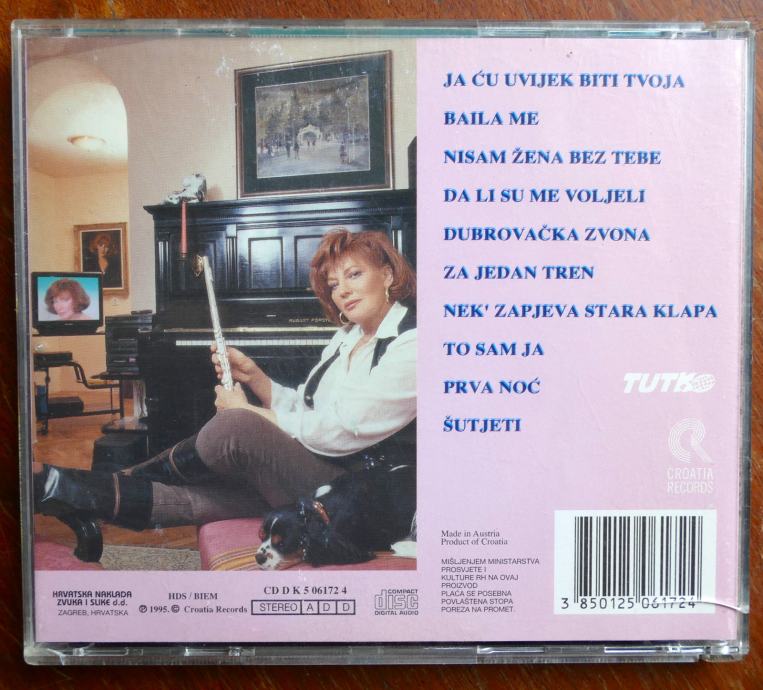 JA ĆU UVIJEK BITI TVOJA
BAILA ME
NISAM ŽENA BEZ TEBE
DA LI SU ME VOLJELI
DUBROVAČKA ZVONA
ZA JEDAN TREN
NEK' ZAPJEVA STARA KLAPA
TO SAM JA
PRVA NOĆ
ŠUTJETI
TUTKO
CROATIA
RECORDS
AUGUST FÖRSTER
Made in Austria
Product of Croatia
MIŠLJENJEM MINISTARSTVA
PROSVJETE I
KULTURE RH NA OVAJ
PROIZVOD
PLAĆA SE POSEBNA
POVLAŠTENA STOPA
POREZA NA PROMET.
3 850125 061724
HRVATSKA NAKLADA
ZVUKA I SLIKE d.d.
ZAGREB, HRVATSKA
HDS / BIEM
℗ 1995. © Croatia Records
CD D K 5 06172 4
STEREO A D D
COMPACT
disc
DIGITAL AUDIO